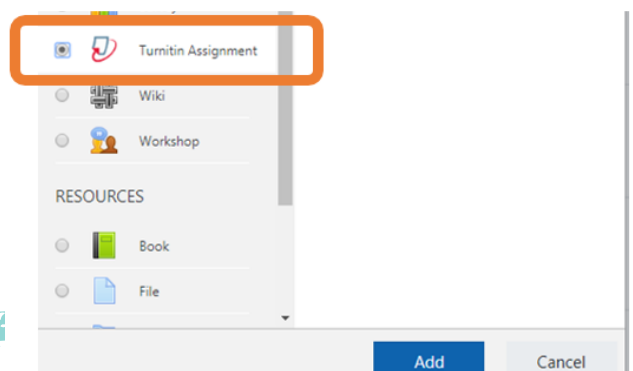 Turnitin Assignment
Wiki
Workshop
RESOURCES
Book
File
Add Cancel